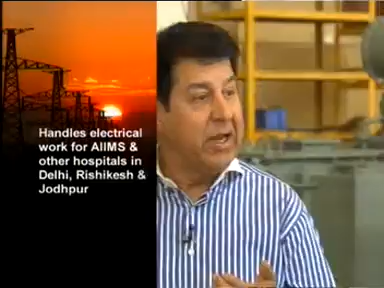 Handles electrical
work for AIIMS &
other hospitals in
Delhi, Rishikesh &
Jodhpur